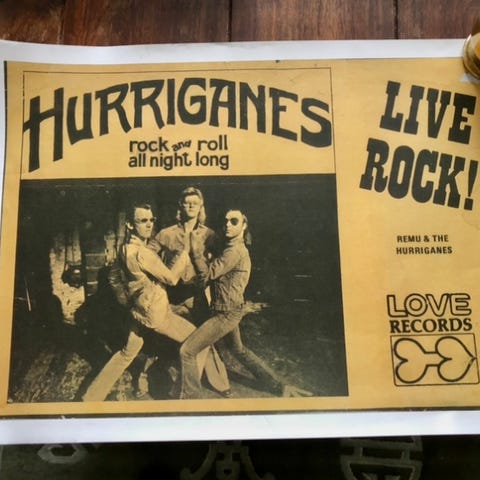 HURRIGANES
rock and roll
all night long
LIVE
ROCK!
REMU & THE
HURRIGANES
LOVE
RECORDS